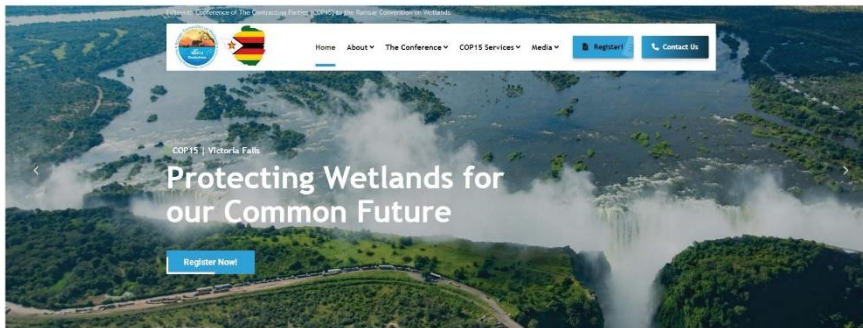 Conference of The Contracting Parties (COP15) to the Ramsar Convention on Wetlands
Home About The Conference COP15 Services Media Register! Contact Us
COP15 | Victoria Falls
Protecting Wetlands for
our Common Future
Register Now!